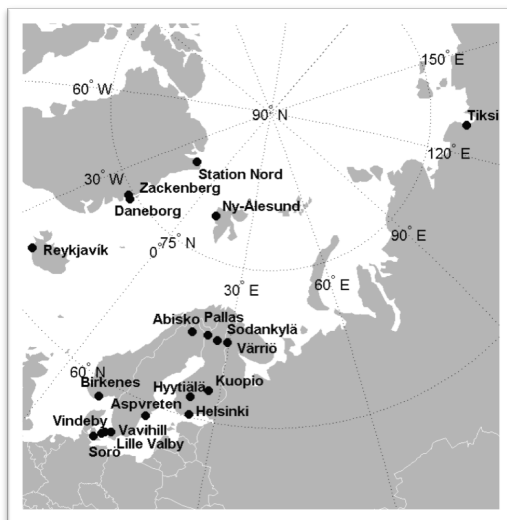 150° E
60° W
90° N
Tiksi
120° E
Station Nord
30° W
Zackenberg
Daneborg
Ny-Ålesund
90° E
Reykjavík
0°
75° N
60° E
30° E
Abisko
Pallas
Sodankylä
Värriö
60° N
Birkenes
Hyytiälä
Kuopio
Aspvreten
Helsinki
Vindeby
Vavihill
Lille Valby
Sorö